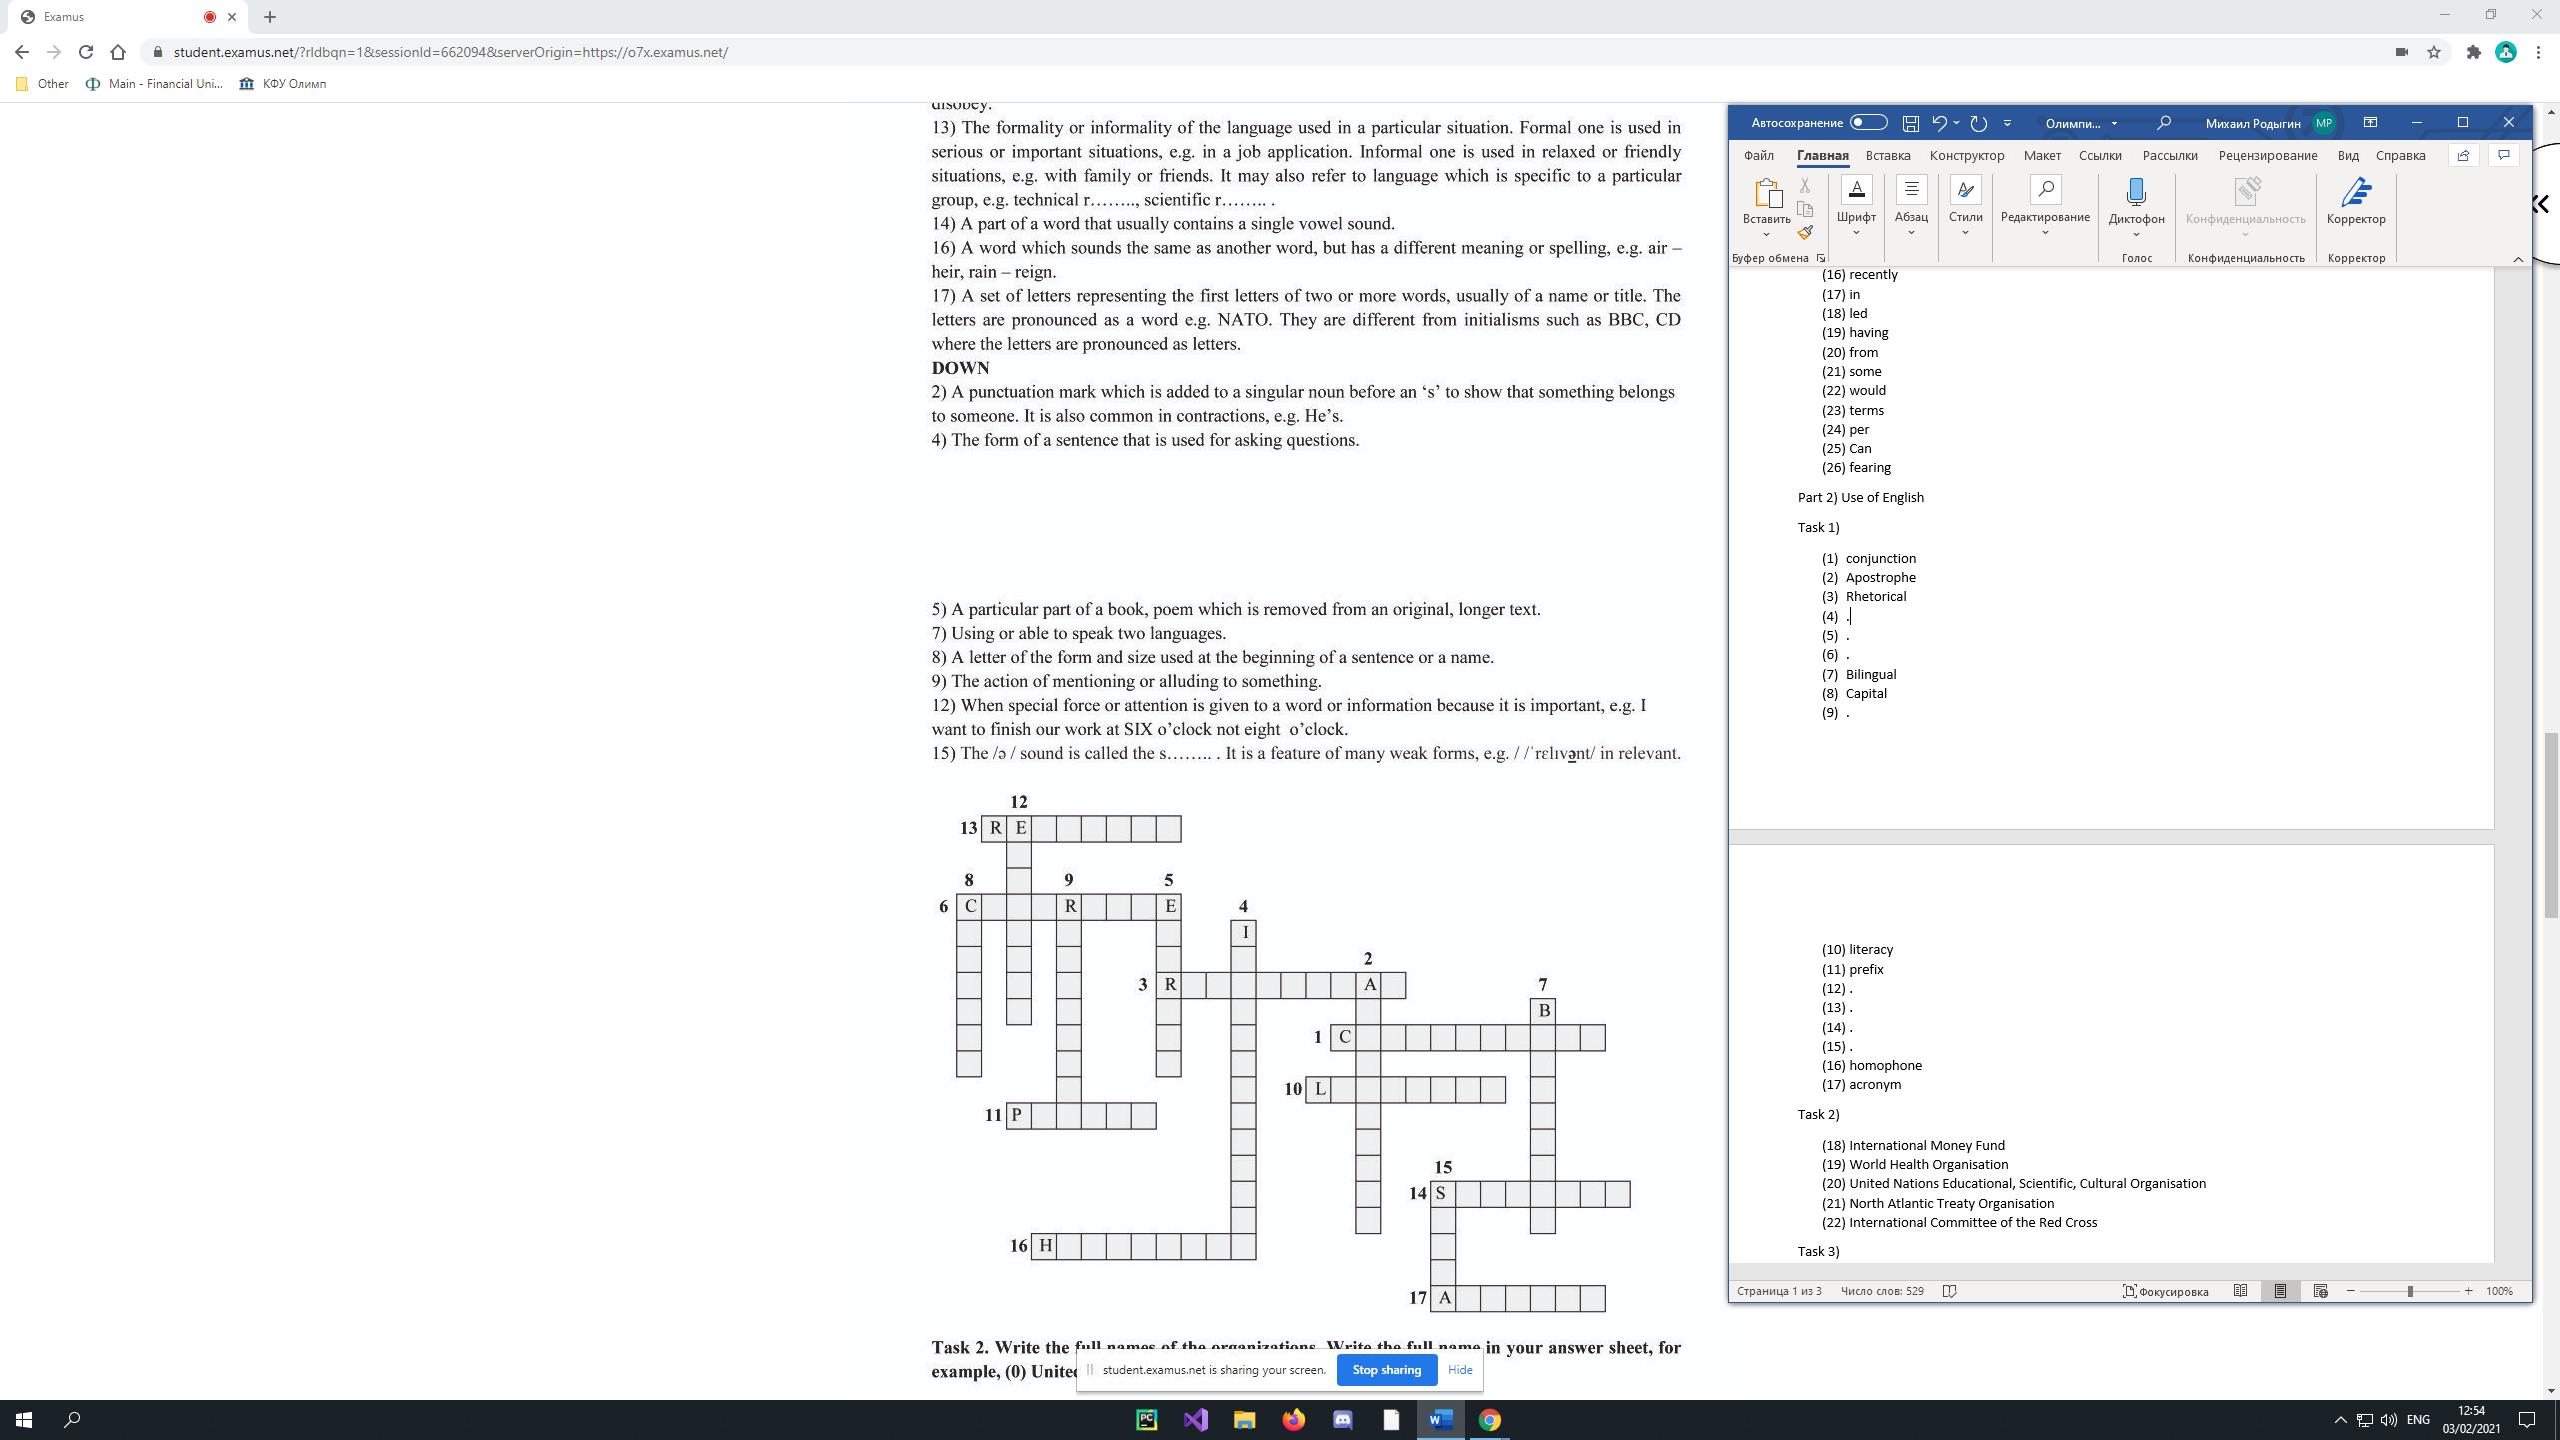 Examus
student.examus.net/?rldbqn=1&sessionId=662094&serverOrigin=https://o7x.examus.net/
Other
Main - Financial Uni...
КФУ Олимп
disobey.
13) The formality or informality of the language used in a particular situation. Formal one is used in
serious or important situations, e.g. in a job application. Informal one is used in relaxed or friendly
situations, e.g. with family or friends. It may also refer to language which is specific to a particular
group, e.g. technical r…….., scientific r…….. .
14) A part of a word that usually contains a single vowel sound.
16) A word which sounds the same as another word, but has a different meaning or spelling, e.g. air –
heir, rain – reign.
17) A set of letters representing the first letters of two or more words, usually of a name or title. The
letters are pronounced as a word e.g. NATO. They are different from initialisms such as BBC, CD
where the letters are pronounced as letters.
DOWN
2) A punctuation mark which is added to a singular noun before an ‘s’ to show that something belongs
to someone. It is also common in contractions, e.g. He’s.
4) The form of a sentence that is used for asking questions.
5) A particular part of a book, poem which is removed from an original, longer text.
7) Using or able to speak two languages.
8) A letter of the form and size used at the beginning of a sentence or a name.
9) The action of mentioning or alluding to something.
12) When special force or attention is given to a word or information because it is important, e.g. I
want to finish our work at SIX o’clock not eight o’clock.
15) The /ə / sound is called the s…….. . It is a feature of many weak forms, e.g. / /ˈrɛlɪvənt/ in relevant.
12
13 R E
8 9 5
6 C R E 4
I
2
3 R A 7
B
1 C
10 L
11 P
15
14 S
16 H
17 A
Task 2. Write the full names of the organizations. Write the full name in your answer sheet, for
example, (0) United
student.examus.net is sharing your screen.
Stop sharing
Hide
Автосохранение
Олимпи...
Михаил Родыгин
МР
Файл
Главная
Вставка
Конструктор
Макет
Ссылки
Рассылки
Рецензирование
Вид
Справка
Вставить
Шрифт
Абзац
Стили
Редактирование
Диктофон
Конфиденциальность
Корректор
Буфер обмена
Голос
Конфиденциальность
Корректор
(16) recently
(17) in
(18) led
(19) having
(20) from
(21) some
(22) would
(23) terms
(24) per
(25) Can
(26) fearing
Part 2) Use of English
Task 1)
(1) conjunction
(2) Apostrophe
(3) Rhetorical
(4) .
(5) .
(6) .
(7) Bilingual
(8) Capital
(9) .
(10) literacy
(11) prefix
(12) .
(13) .
(14) .
(15) .
(16) homophone
(17) acronym
Task 2)
(18) International Money Fund
(19) World Health Organisation
(20) United Nations Educational, Scientific, Cultural Organisation
(21) North Atlantic Treaty Organisation
(22) International Committee of the Red Cross
Task 3)
Страница 1 из 3
Число слов: 529
Фокусировка
100%
PC
W
ENG
12:54
03/02/2021